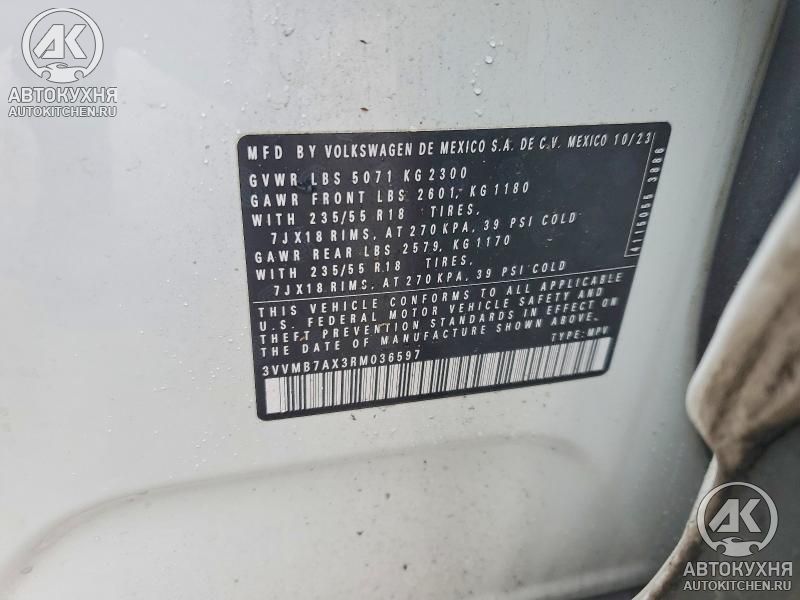 АК
АВТОКУХНЯ
AUTOKITCHEN.RU
MFD BY VOLKSWAGEN DE MEXICO S.A. DE C.V. MEXICO 10/23
GVWR LBS 5071 KG 2300
GAWR FRONT LBS 2601, KG 1180
WITH 235/55 R18 TIRES,
7JX18 RIMS, AT 270 KPA, 39 PSI COLD
GAWR REAR LBS 2579, KG 1170
WITH 235/55 R18 TIRES,
7JX18 RIMS, AT 270 KPA, 39 PSI COLD
THIS VEHICLE CONFORMS TO ALL APPLICABLE
U.S. FEDERAL MOTOR VEHICLE SAFETY AND
THEFT PREVENTION STANDARDS IN EFFECT ON
THE DATE OF MANUFACTURE SHOWN ABOVE.
TYPE: MPV
3VVMB7AX3RM036597
4115055 3886
АК
АВТОКУХНЯ
AUTOKITCHEN.RU